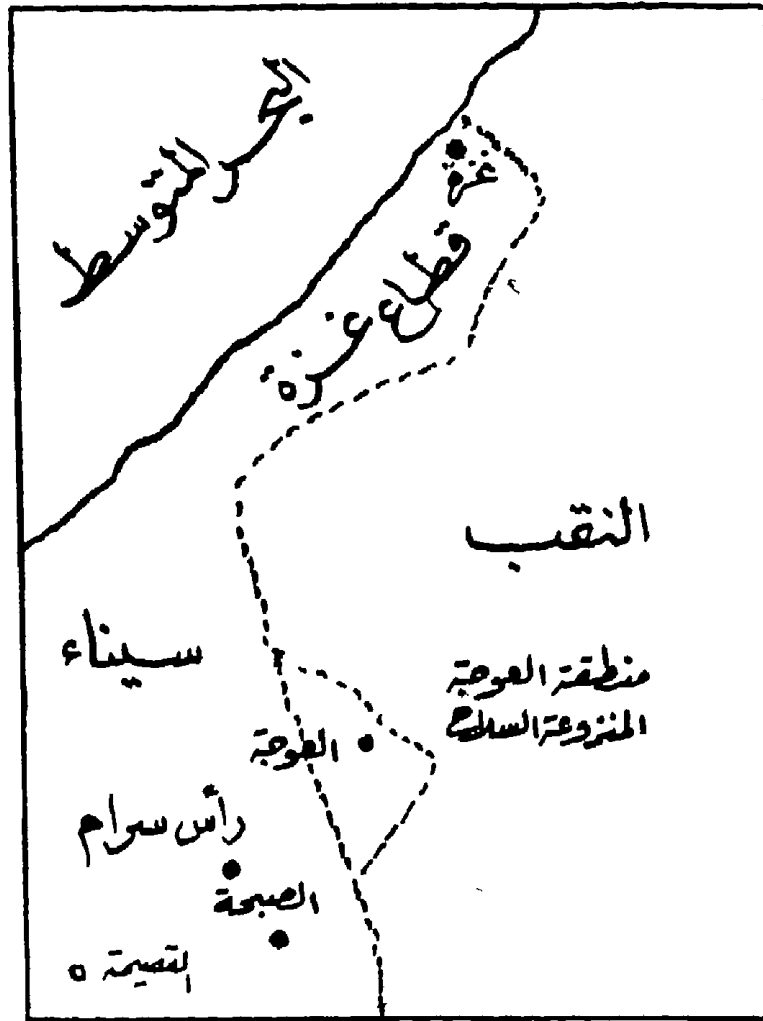 البحر المتوسط
غزة
قطاع غزة
النقب
سيناء
منطقة العوجة
المنزوعة السلاح
العوجة
رأس سرام
الصبحة
القسيمة